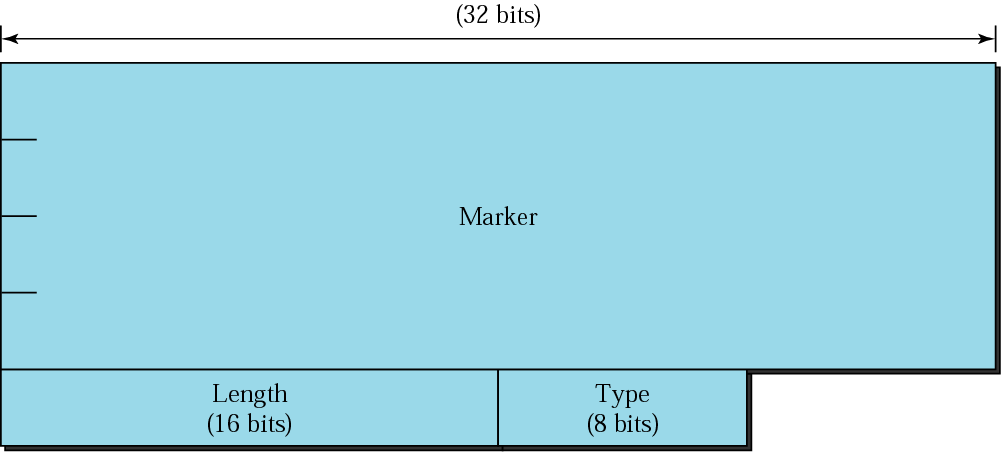 (32 bits)
Marker
Length
(16 bits)
Type
(8 bits)